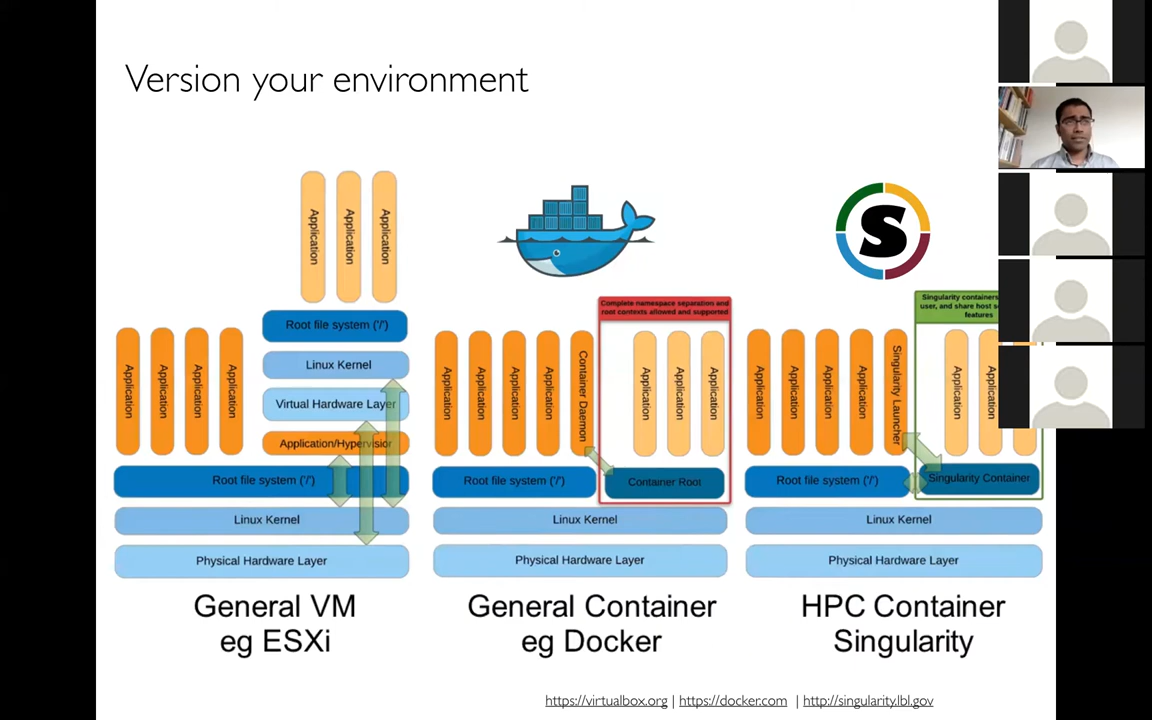 Version your environment
Application
Application
Application
Root file system ('/')
Linux Kernel
Virtual Hardware Layer
Application/Hypervisior
Application
Application
Application
Application
Root file system ('/')
Linux Kernel
Physical Hardware Layer
General VM
eg ESXi
Complete namespace separation and
root contexts allowed and supported
Application
Application
Application
Application
Container Daemon
Application
Application
Application
Root file system ('/')
Container Root
Linux Kernel
Physical Hardware Layer
General Container
eg Docker
S
Singularity containers
user, and share host
features
Application
Application
Application
Application
Singularity Launcher
Application
Root file system ('/')
Singularity Container
Linux Kernel
Physical Hardware Layer
HPC Container
Singularity
https://virtualbox.org | https://docker.com | http://singularity.lbl.gov